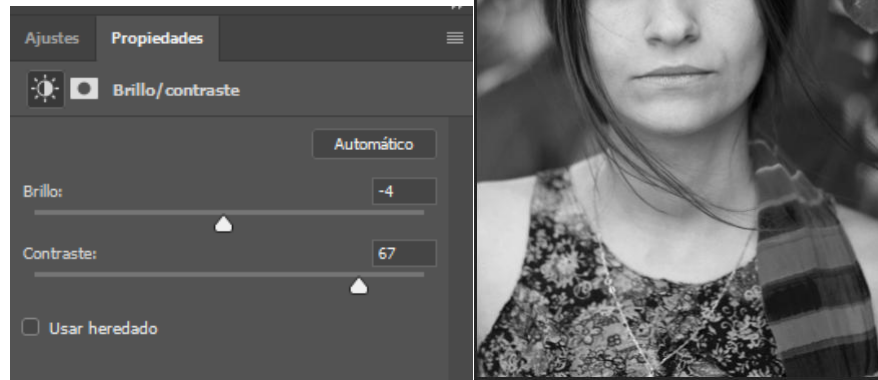 Ajustes Propiedades
Brillo/contraste
Automático
Brillo: -4
Contraste: 67
Usar heredado